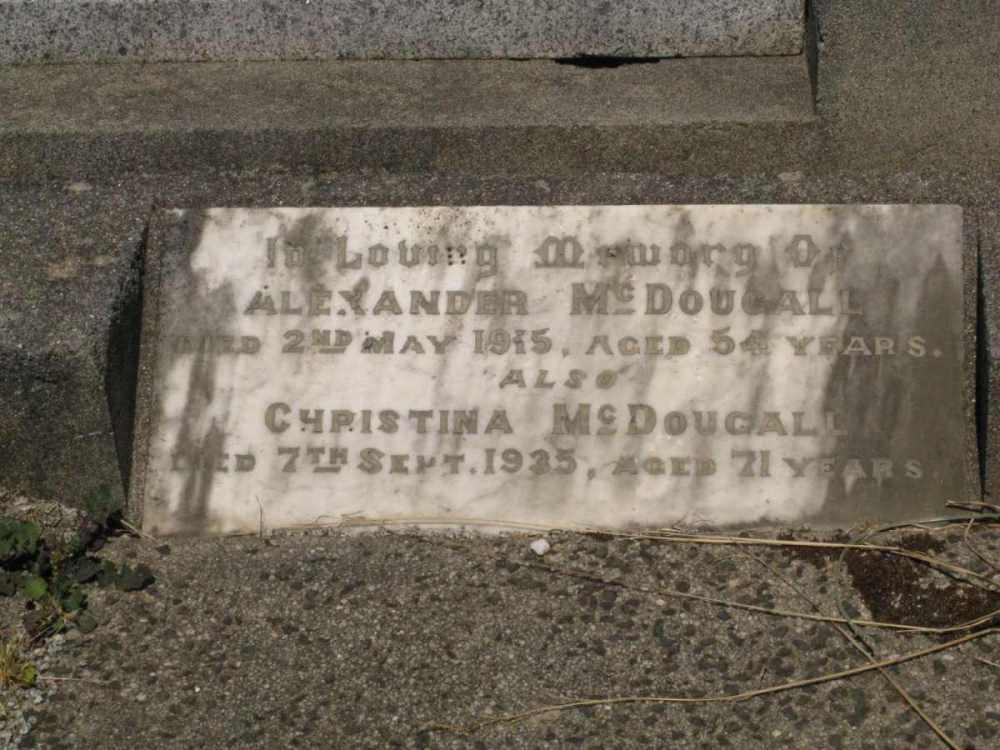 In Loving Memory Of
ALEXANDER McDOUGALL
DIED 2ND MAY 1915, AGED 54 YEARS.
ALSO
CHRISTINA McDOUGALL
DIED 7TH SEPT. 1935, AGED 71 YEARS.